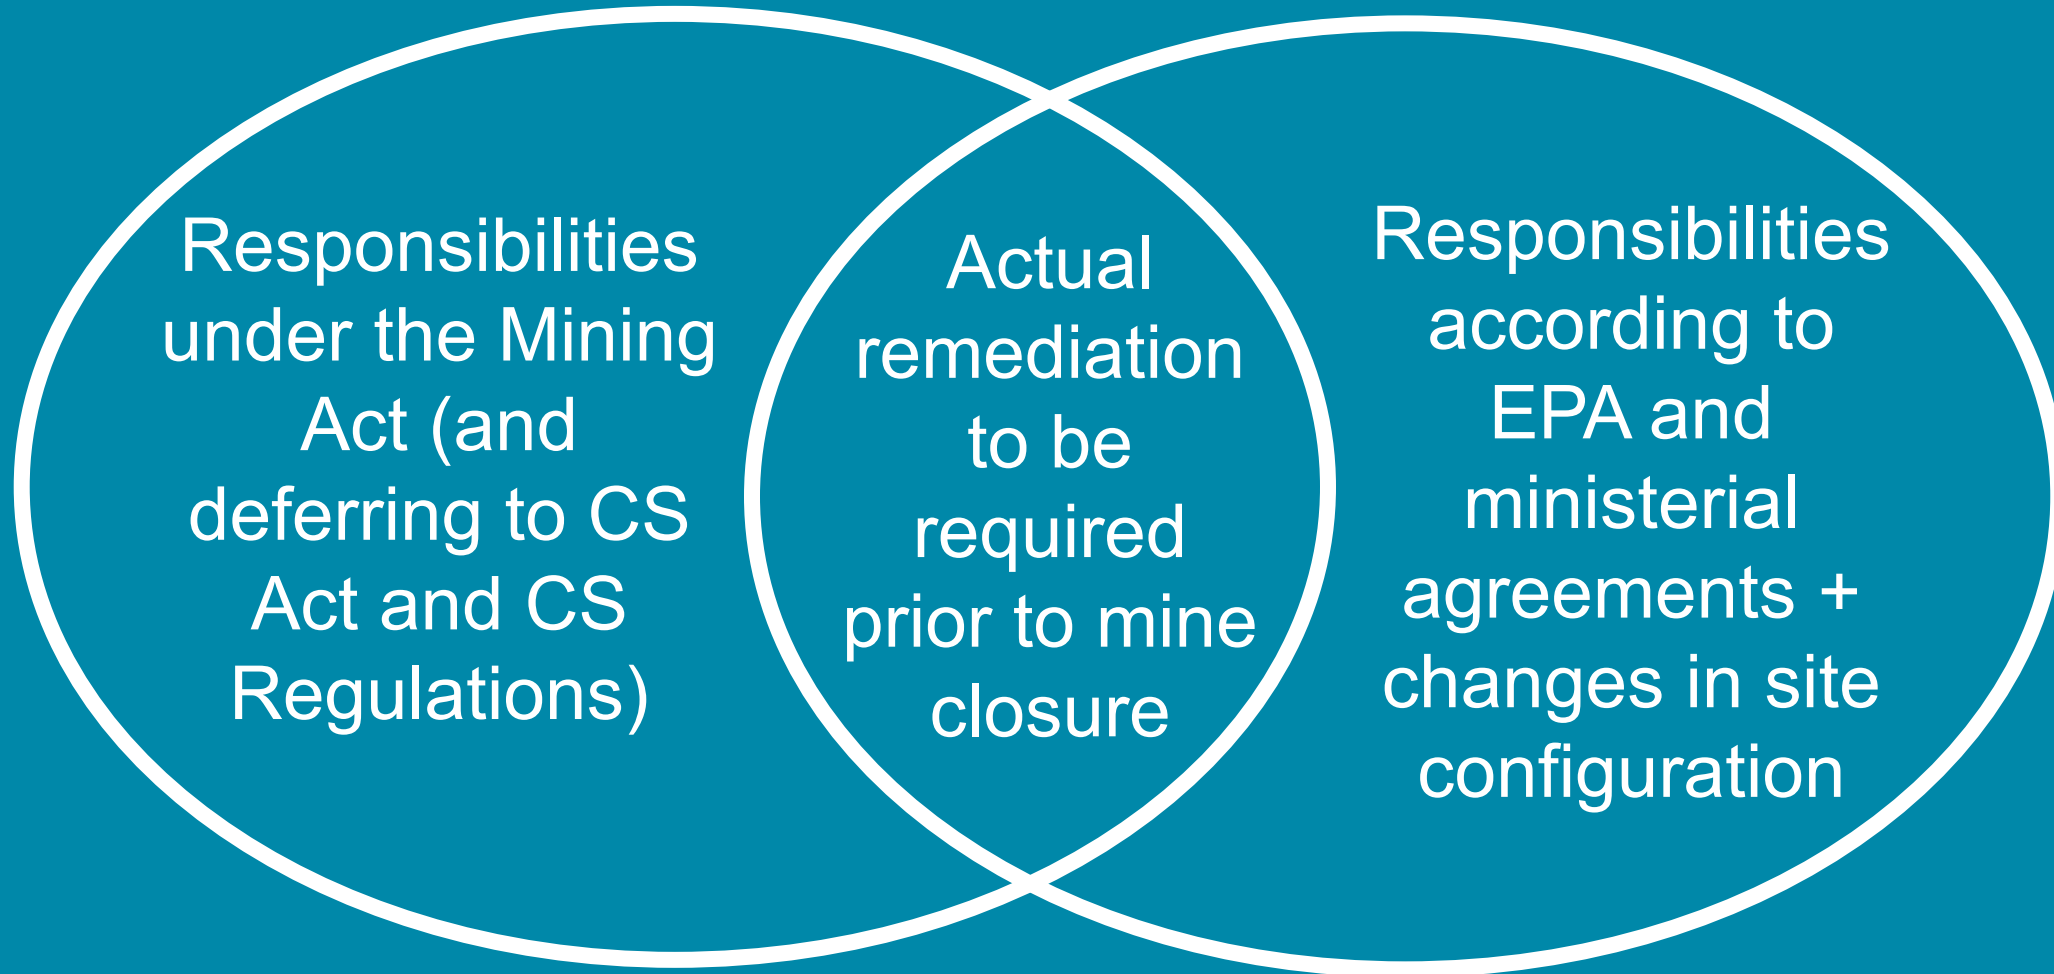 Responsibilities
under the Mining
Act (and
deferring to CS
Act and CS
Regulations)
Actual
remediation
to be
required
prior to mine
closure
Responsibilities
according to
EPA and
ministerial
agreements +
changes in site
configuration